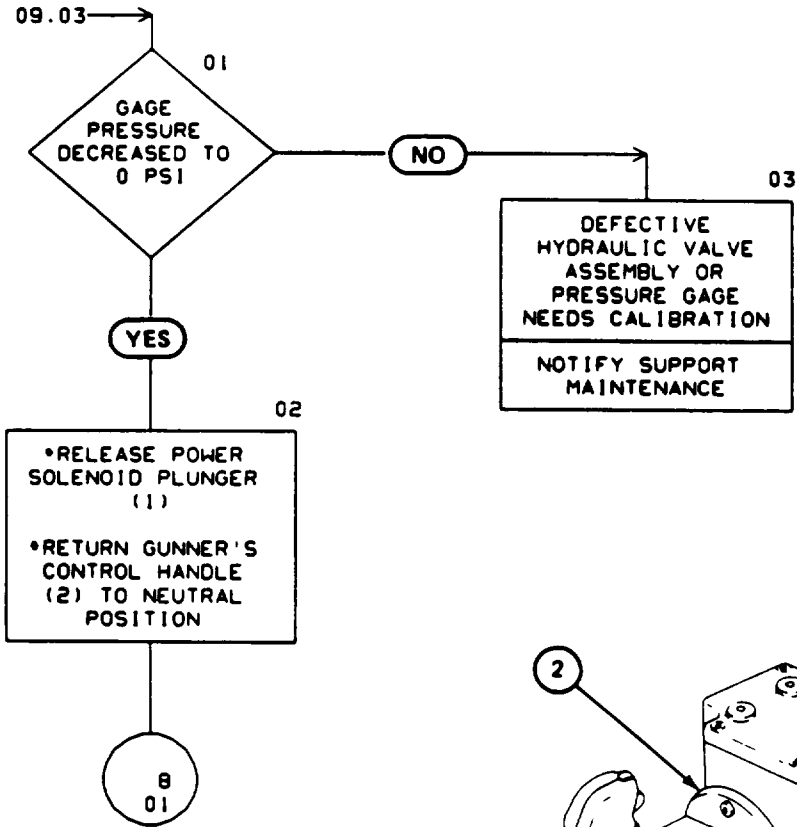 09.03
01
GAGE
PRESSURE
DECREASED TO
0 PSI
NO
03
DEFECTIVE
HYDRAULIC VALVE
ASSEMBLY OR
PRESSURE GAGE
NEEDS CALIBRATION
NOTIFY SUPPORT
MAINTENANCE
YES
02
•RELEASE POWER
SOLENOID PLUNGER
(1)
•RETURN GUNNER'S
CONTROL HANDLE
(2) TO NEUTRAL
POSITION
2
8
01